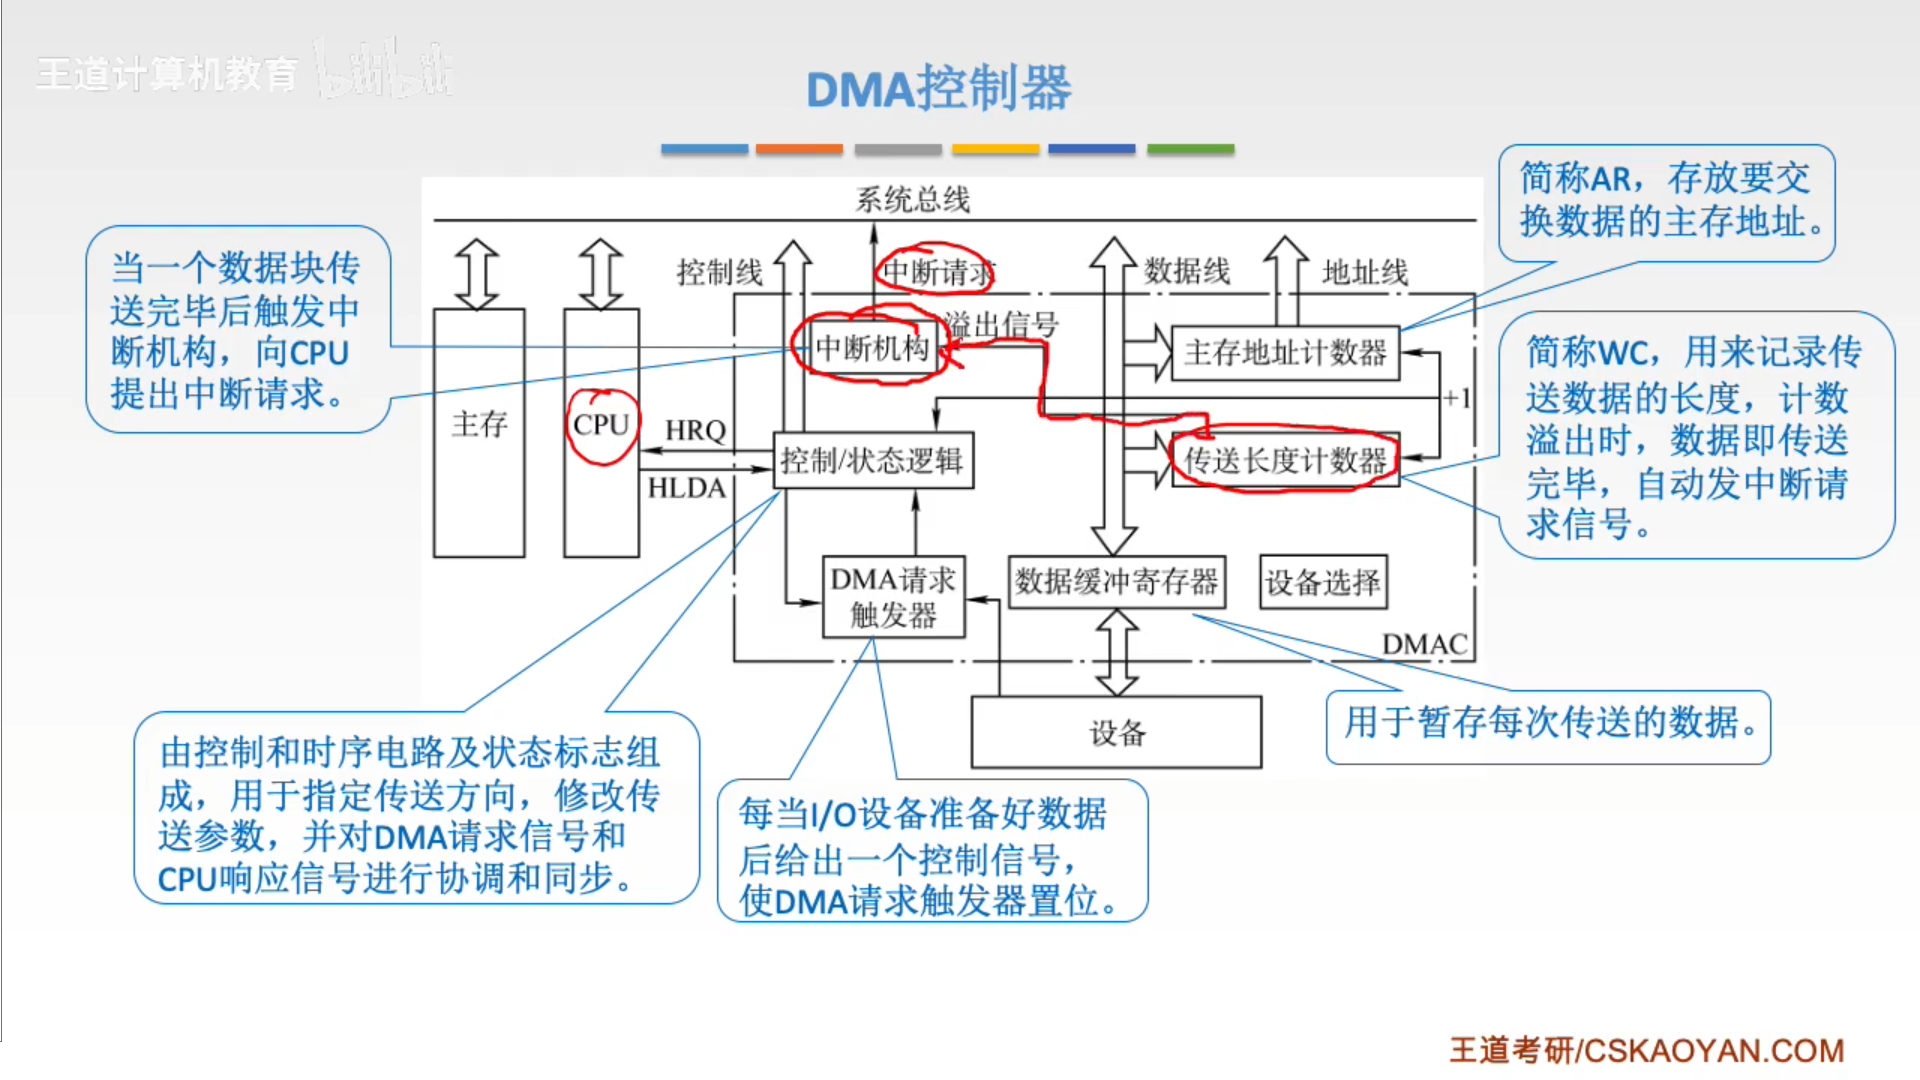 王道计算机教育 bilibili
DMA控制器
系统总线
控制线
中断请求
数据线
地址线
溢出信号
中断机构
主存地址计数器
+1
主存
CPU
HRQ
HLDA
控制/状态逻辑
传送长度计数器
DMA请求
触发器
数据缓冲寄存器
设备选择
DMAC
设备
当一个数据块传
送完毕后触发中
断机构，向CPU
提出中断请求。
简称AR，存放要交
换数据的主存地址。
简称WC，用来记录传
送数据的长度，计数
溢出时，数据即传送
完毕，自动发中断请
求信号。
由控制和时序电路及状态标志组
成，用于指定传送方向，修改传
送参数，并对DMA请求信号和
CPU响应信号进行协调和同步。
每当I/O设备准备好数据
后给出一个控制信号，
使DMA请求触发器置位。
用于暂存每次传送的数据。
王道考研/CSKAOYAN.COM